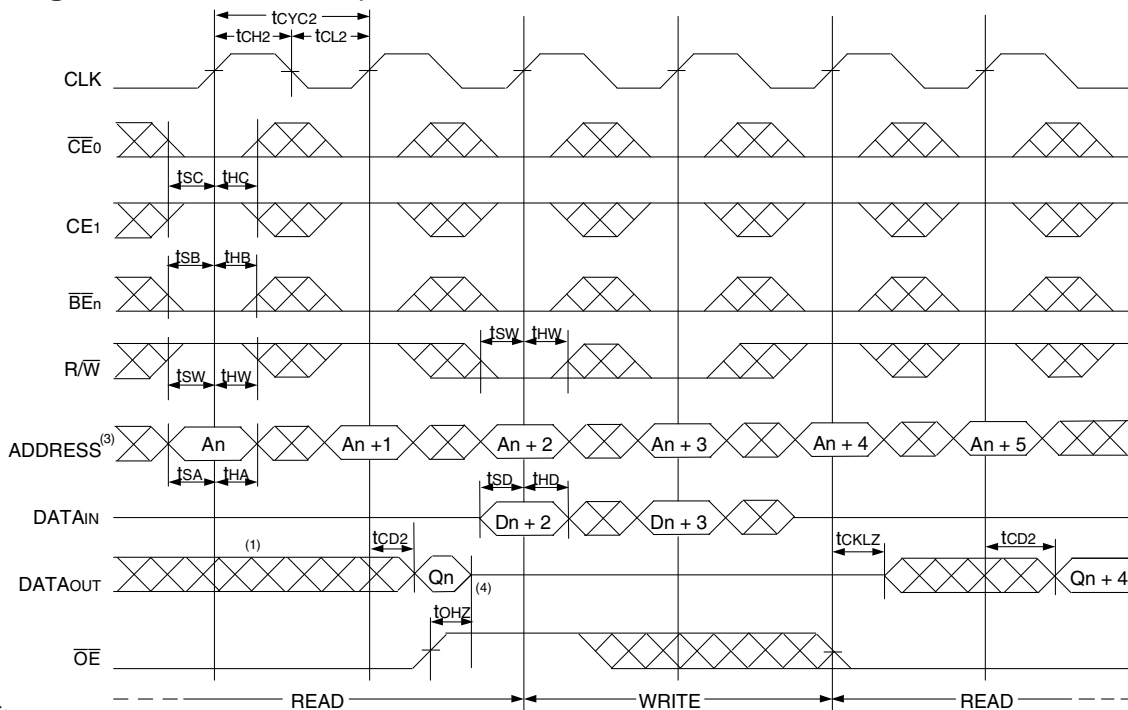 tCYC2
tCH2 tCL2
CLK
CE0
tSC tHC
CE1
tSB tHB
BEn
tSW tHW
R/W
tSW tHW
ADDRESS(3) An An +1 An + 2 An + 3 An + 4 An + 5
tSA tHA
tSD tHD
DATAIN Dn + 2 Dn + 3
(1) tCD2 tCKLZ tCD2
DATAOUT Qn (4) Qn + 4
tOHZ
OE
READ WRITE READ